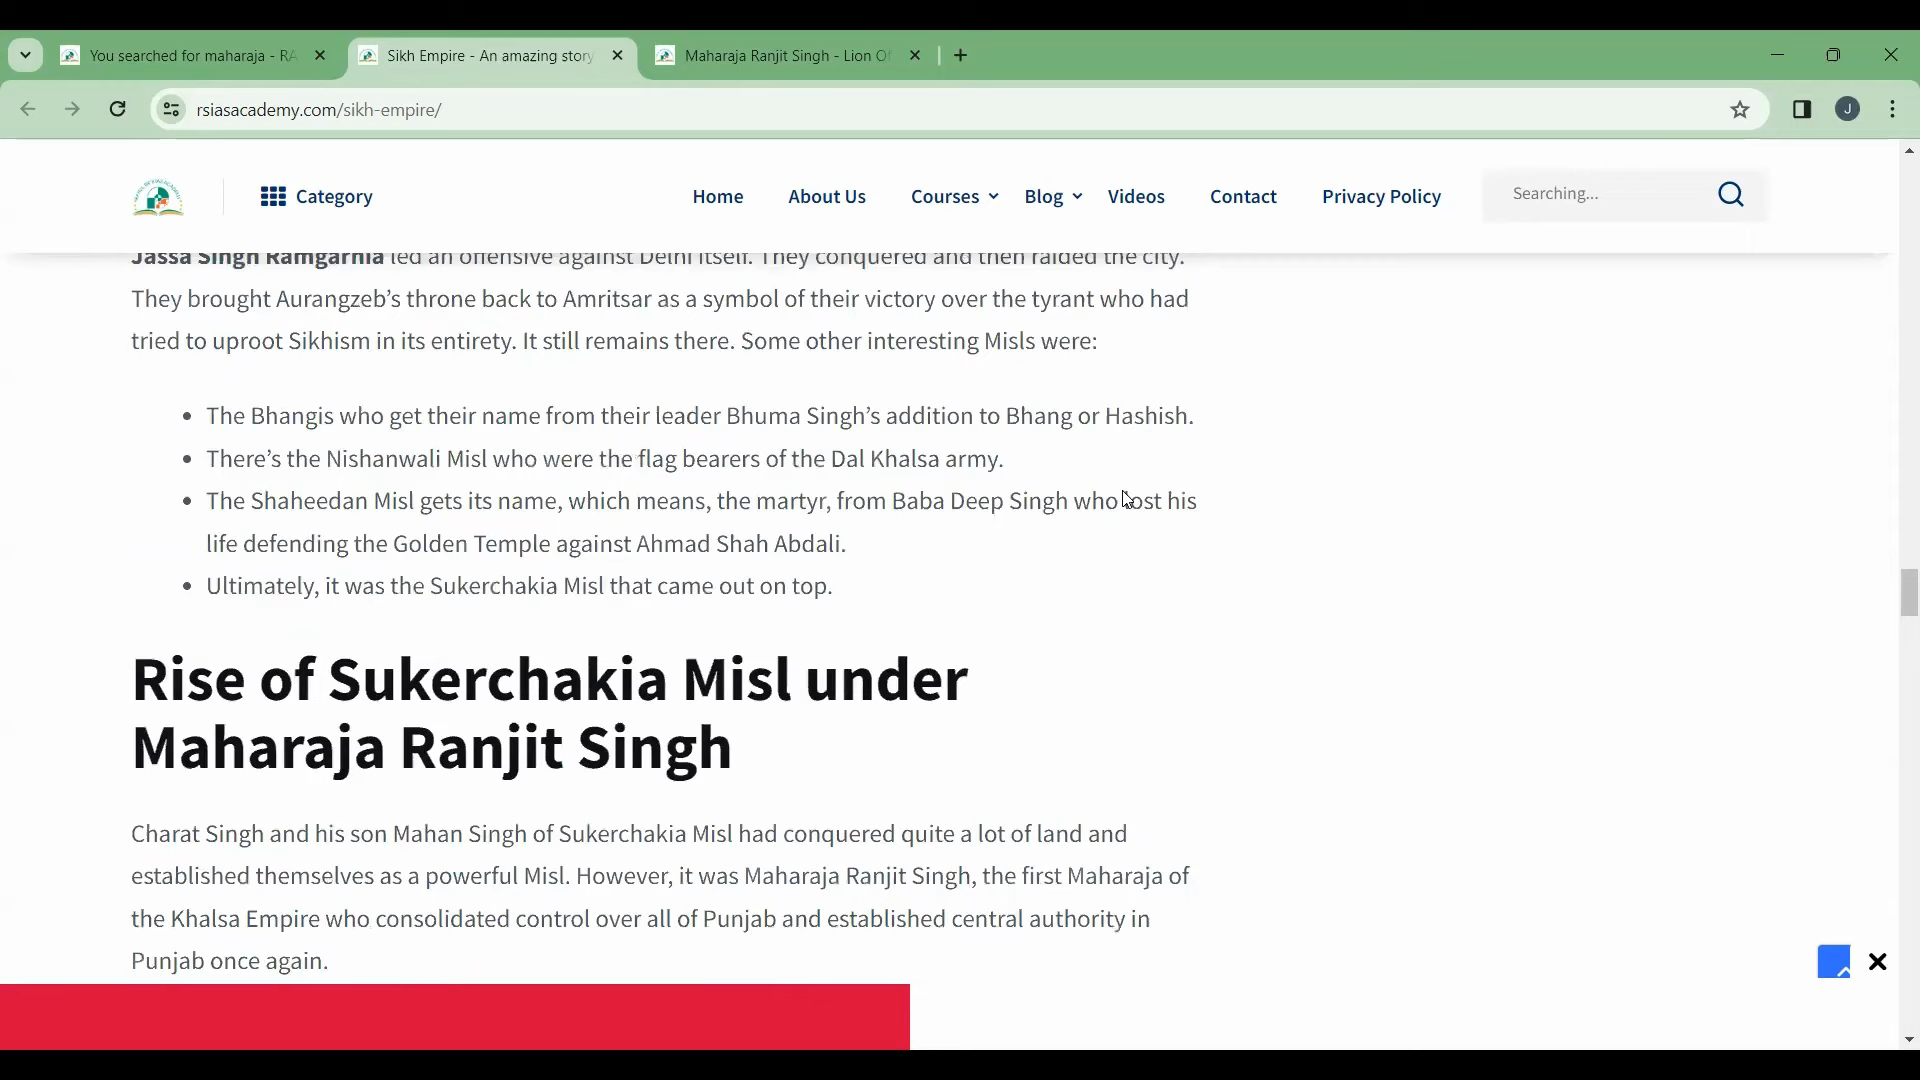 You searched for maharaja - RA
Sikh Empire - An amazing story
Maharaja Ranjit Singh - Lion Of
rsiasacademy.com/sikh-empire/
J
Category
Home
About Us
Courses
Blog
Videos
Contact
Privacy Policy
Searching...
Jassa Singh Ramgarhia led an offensive against Delhi itself. They conquered and then raided the city.
They brought Aurangzeb’s throne back to Amritsar as a symbol of their victory over the tyrant who had
tried to uproot Sikhism in its entirety. It still remains there. Some other interesting Misls were:
• The Bhangis who get their name from their leader Bhuma Singh’s addition to Bhang or Hashish.
• There’s the Nishanwali Misl who were the flag bearers of the Dal Khalsa army.
• The Shaheedan Misl gets its name, which means, the martyr, from Baba Deep Singh who lost his
life defending the Golden Temple against Ahmad Shah Abdali.
• Ultimately, it was the Sukerchakia Misl that came out on top.
Rise of Sukerchakia Misl under
Maharaja Ranjit Singh
Charat Singh and his son Mahan Singh of Sukerchakia Misl had conquered quite a lot of land and
established themselves as a powerful Misl. However, it was Maharaja Ranjit Singh, the first Maharaja of
the Khalsa Empire who consolidated control over all of Punjab and established central authority in
Punjab once again.